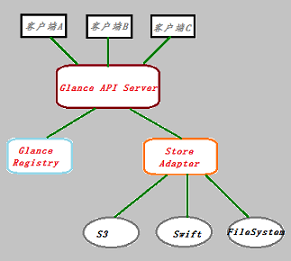 客户端A
客户端B
客户端C
Glance API Server
Glance
Registry
Store
Adaptor
S3
Swift
FileSystem